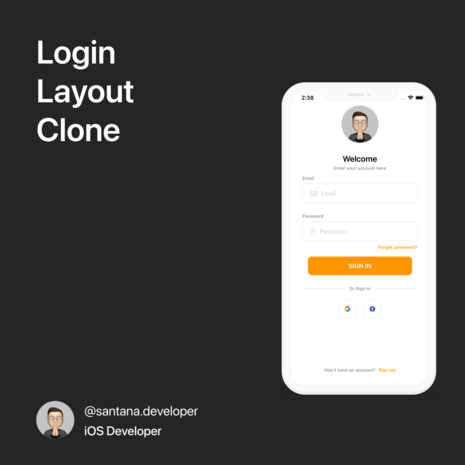 Login
Layout
Clone
2:38
Welcome
Enter your account here
Email
Email
Password
Password
Forgot password?
SIGN IN
Or Sign In
Don't have an account? Sign Up
@santana.developer
iOS Developer